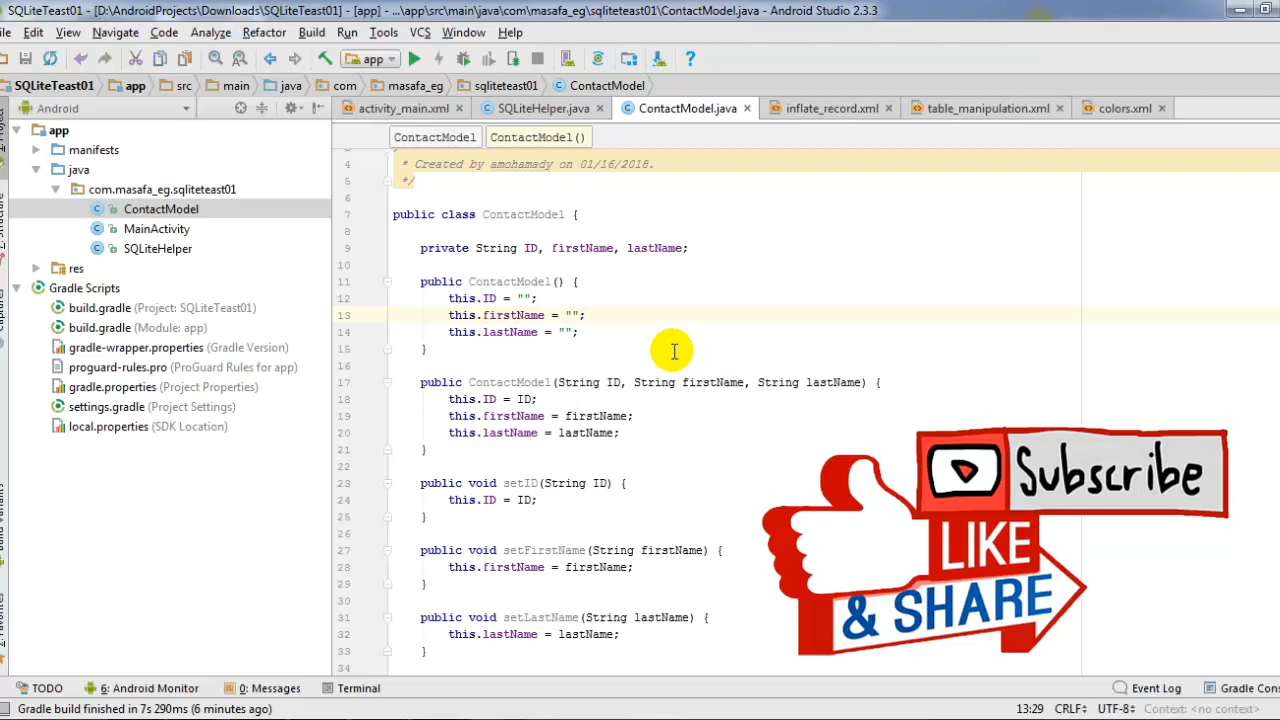 SQLiteTeast01 - [D:\AndroidProjects\Downloads\SQLiteTeast01] - [app] - ...\app\src\main\java\com\masafa_eg\sqliteteast01\ContactModel.java - Android Studio 2.3.3
Edit View Navigate Code Analyze Refactor Build Run Tools VCS Window Help
app
SQLiteTeast01 app src main java com masafa_eg sqliteteast01 ContactModel
Android
activity_main.xml SQLiteHelper.java ContactModel.java inflate_record.xml table_manipulation.xml colors.xml
ContactModel ContactModel()
app
manifests
java
com.masafa_eg.sqliteteast01
ContactModel
MainActivity
SQLiteHelper
res
Gradle Scripts
build.gradle (Project: SQLiteTeast01)
build.gradle (Module: app)
gradle-wrapper.properties (Gradle Version)
proguard-rules.pro (ProGuard Rules for app)
gradle.properties (Project Properties)
settings.gradle (Project Settings)
local.properties (SDK Location)
4 * Created by amohamady on 01/16/2018.
5 */
6
7 public class ContactModel {
8
9 private String ID, firstName, lastName;
10
11 public ContactModel() {
12 this.ID = "";
13 this.firstName = "";
14 this.lastName = "";
15 }
16
17 public ContactModel(String ID, String firstName, String lastName) {
18 this.ID = ID;
19 this.firstName = firstName;
20 this.lastName = lastName;
21 }
22
23 public void setID(String ID) {
24 this.ID = ID;
25 }
26
27 public void setFirstName(String firstName) {
28 this.firstName = firstName;
29 }
30
31 public void setLastName(String lastName) {
32 this.lastName = lastName;
33 }
34
Subscribe
LIKE
& SHARE
TODO 6: Android Monitor 0: Messages Terminal Event Log Gradle Cons
Gradle build finished in 7s 290ms (6 minutes ago) 13:29 CRLF UTF-8 Context: <no context>